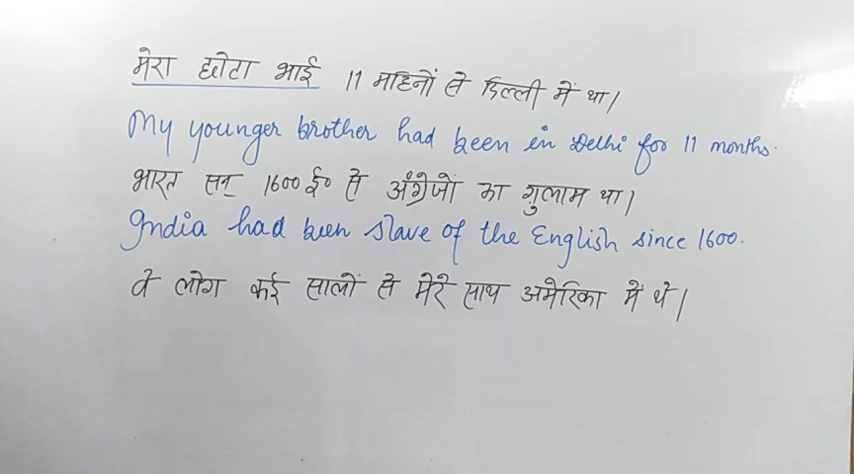 मेरा छोटा भाई 11 महिनों से दिल्ली में था।
My younger brother had been in Delhi for 11 months.
भारत सन् 1600 ई० से अंग्रेजों का गुलाम था।
India had been slave of the English since 1600.
वे लोग कई सालों से मेरे साथ अमेरिका में थे।